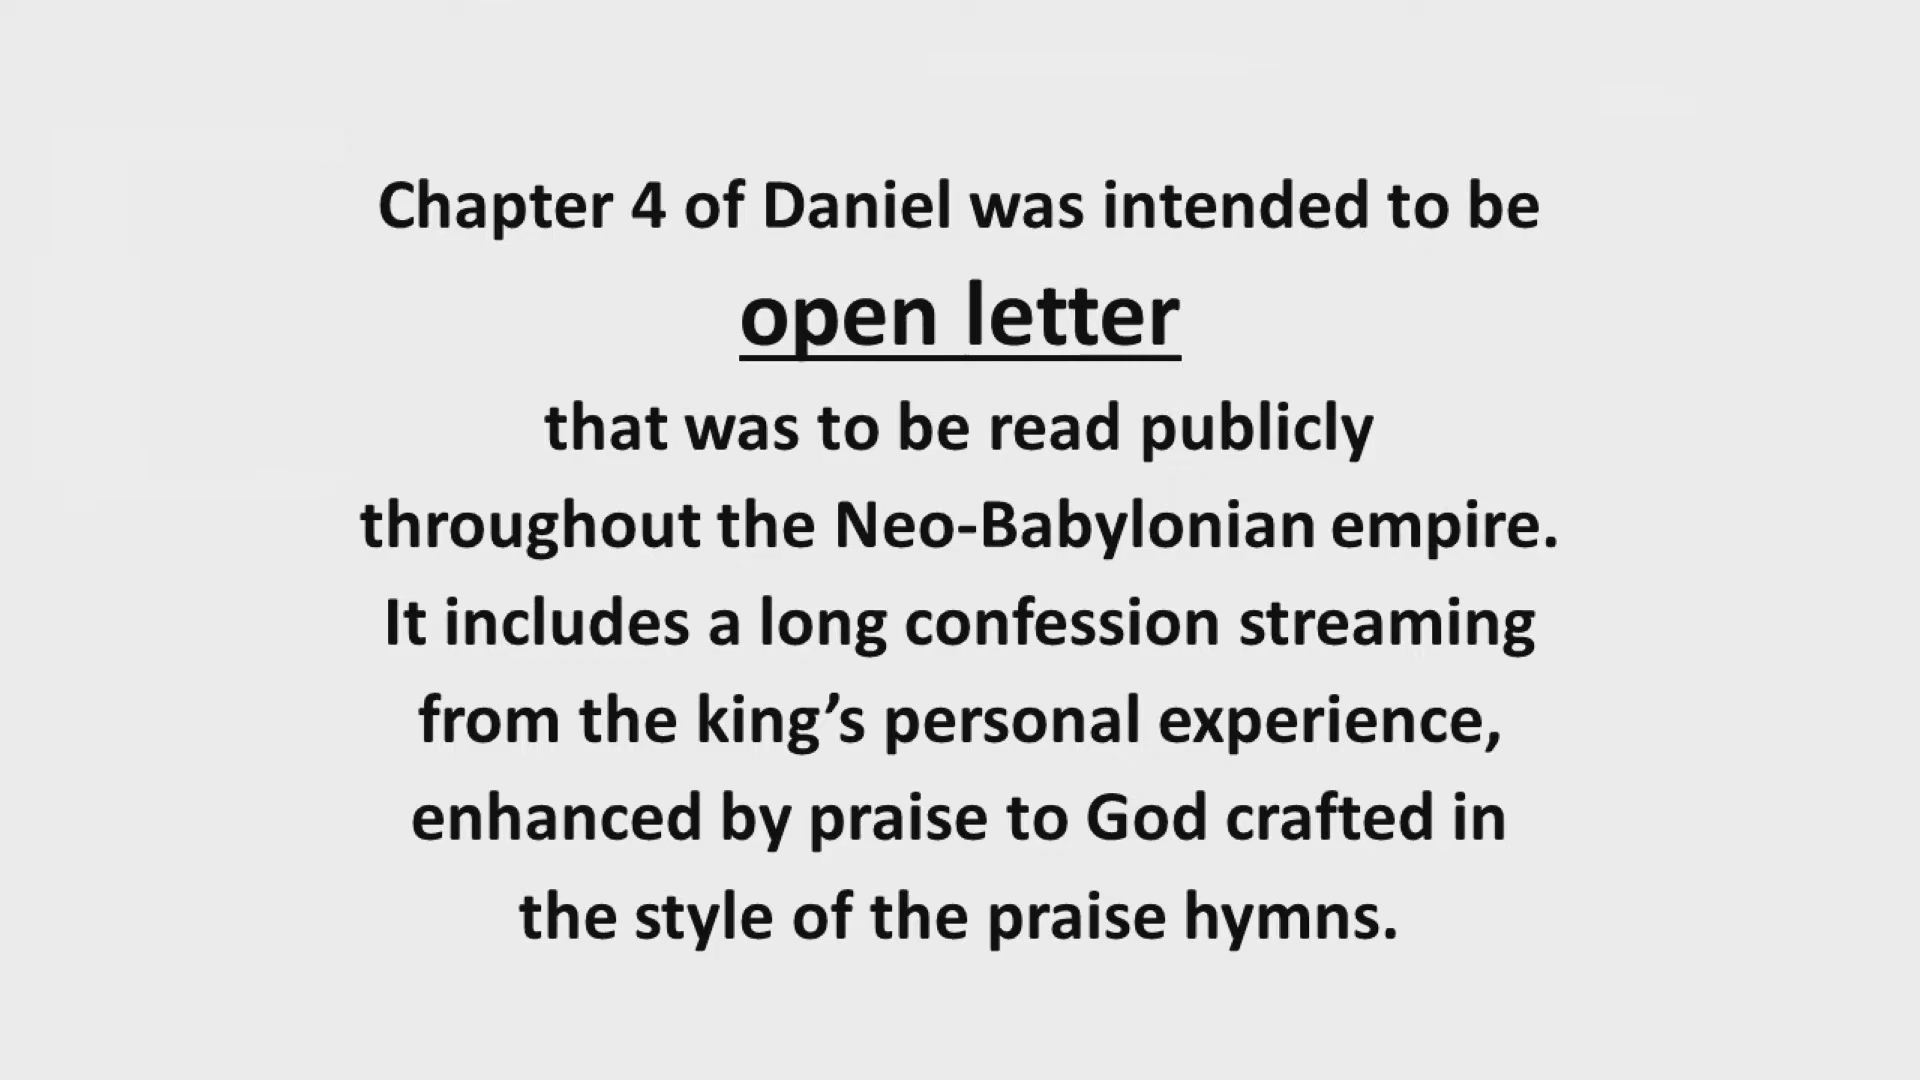 Chapter 4 of Daniel was intended to be
open letter
that was to be read publicly
throughout the Neo-Babylonian empire.
It includes a long confession streaming
from the king’s personal experience,
enhanced by praise to God crafted in
the style of the praise hymns.